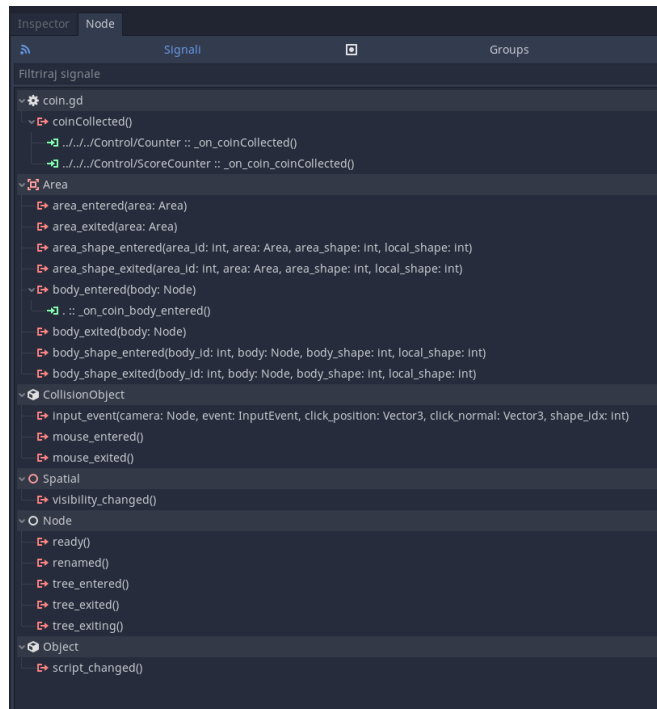 Inspector Node
Signali Groups
Filtriraj signale
coin.gd
coinCollected()
../../../Control/Counter :: _on_coinCollected()
../../../Control/ScoreCounter :: _on_coin_coinCollected()
Area
area_entered(area: Area)
area_exited(area: Area)
area_shape_entered(area_id: int, area: Area, area_shape: int, local_shape: int)
area_shape_exited(area_id: int, area: Area, area_shape: int, local_shape: int)
body_entered(body: Node)
. :: _on_coin_body_entered()
body_exited(body: Node)
body_shape_entered(body_id: int, body: Node, body_shape: int, local_shape: int)
body_shape_exited(body_id: int, body: Node, body_shape: int, local_shape: int)
CollisionObject
input_event(camera: Node, event: InputEvent, click_position: Vector3, click_normal: Vector3, shape_idx: int)
mouse_entered()
mouse_exited()
Spatial
visibility_changed()
Node
ready()
renamed()
tree_entered()
tree_exited()
tree_exiting()
Object
script_changed()